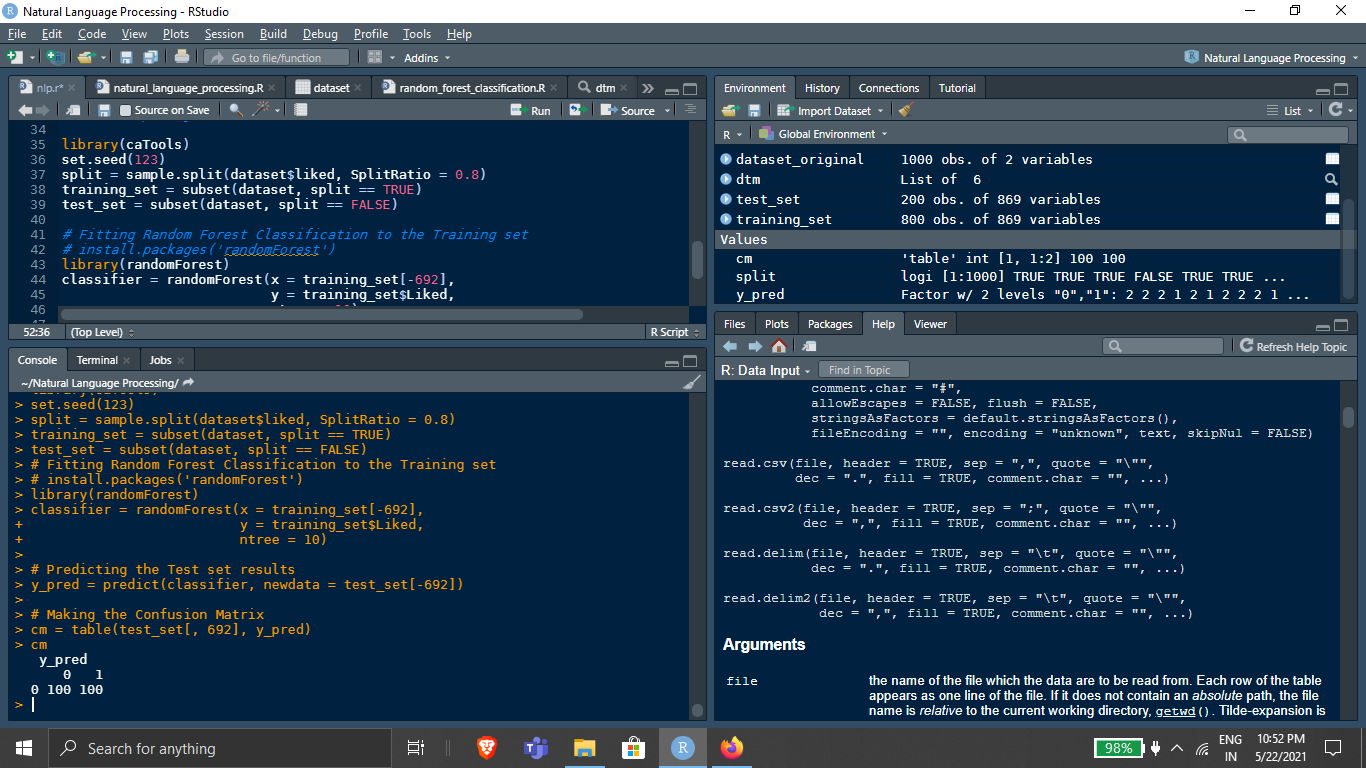 Natural Language Processing - RStudio
File Edit Code View Plots Session Build Debug Profile Tools Help
Go to file/function Addins Natural Language Processing
nlp.r* natural_language_processing.R dataset random_forest_classification.R dtm
Source on Save Run Source
34
35 library(caTools)
36 set.seed(123)
37 split = sample.split(dataset$liked, SplitRatio = 0.8)
38 training_set = subset(dataset, split == TRUE)
39 test_set = subset(dataset, split == FALSE)
40
41 # Fitting Random Forest Classification to the Training set
42 # install.packages('randomForest')
43 library(randomForest)
44 classifier = randomForest(x = training_set[-692],
45 y = training_set$Liked,
46
52:36 (Top Level) R Script
Console Terminal Jobs
~/Natural Language Processing/
> set.seed(123)
> split = sample.split(dataset$liked, SplitRatio = 0.8)
> training_set = subset(dataset, split == TRUE)
> test_set = subset(dataset, split == FALSE)
> # Fitting Random Forest Classification to the Training set
> # install.packages('randomForest')
> library(randomForest)
> classifier = randomForest(x = training_set[-692],
+ y = training_set$Liked,
+ ntree = 10)
>
> # Predicting the Test set results
> y_pred = predict(classifier, newdata = test_set[-692])
>
> # Making the Confusion Matrix
> cm = table(test_set[, 692], y_pred)
> cm
y_pred
0 1
0 100 100
>
Environment History Connections Tutorial
Import Dataset List
R Global Environment
dataset_original 1000 obs. of 2 variables
dtm List of 6
test_set 200 obs. of 869 variables
training_set 800 obs. of 869 variables
Values
cm 'table' int [1, 1:2] 100 100
split logi [1:1000] TRUE TRUE TRUE FALSE TRUE TRUE ...
y_pred Factor w/ 2 levels "0","1": 2 2 2 1 2 1 2 2 2 1 ...
Files Plots Packages Help Viewer
Refresh Help Topic
R: Data Input Find in Topic
comment.char = "#",
allowEscapes = FALSE, flush = FALSE,
stringsAsFactors = default.stringsAsFactors(),
fileEncoding = "", encoding = "unknown", text, skipNul = FALSE)
read.csv(file, header = TRUE, sep = ",", quote = "\"",
dec = ".", fill = TRUE, comment.char = "", ...)
read.csv2(file, header = TRUE, sep = ";", quote = "\"",
dec = ",", fill = TRUE, comment.char = "", ...)
read.delim(file, header = TRUE, sep = "\t", quote = "\"",
dec = ".", fill = TRUE, comment.char = "", ...)
read.delim2(file, header = TRUE, sep = "\t", quote = "\"",
dec = ",", fill = TRUE, comment.char = "", ...)
Arguments
file the name of the file which the data are to be read from. Each row of the table
appears as one line of the file. If it does not contain an absolute path, the file
name is relative to the current working directory, getwd(). Tilde-expansion is
Search for anything
98% ENG
IN
10:52 PM
5/22/2021